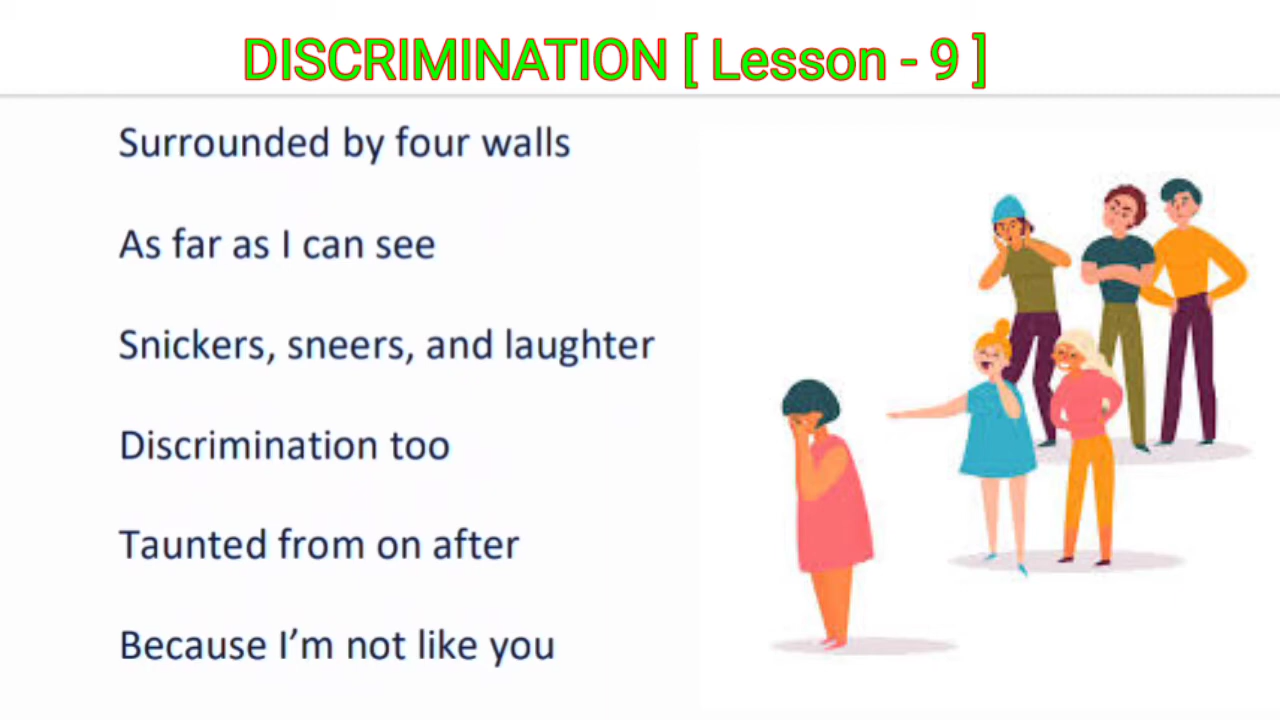 DISCRIMINATION [ Lesson - 9 ]
Surrounded by four walls
As far as I can see
Snickers, sneers, and laughter
Discrimination too
Taunted from on after
Because I’m not like you